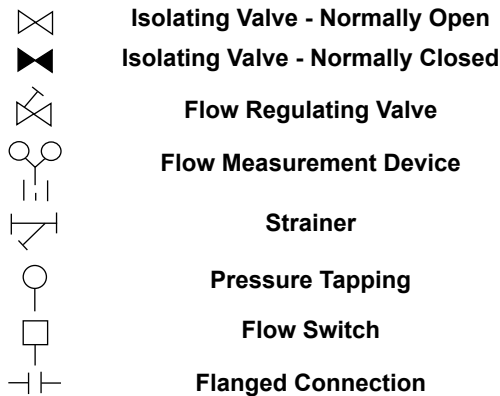 Isolating Valve - Normally Open
Isolating Valve - Normally Closed
Flow Regulating Valve
Flow Measurement Device
Strainer
Pressure Tapping
Flow Switch
Flanged Connection